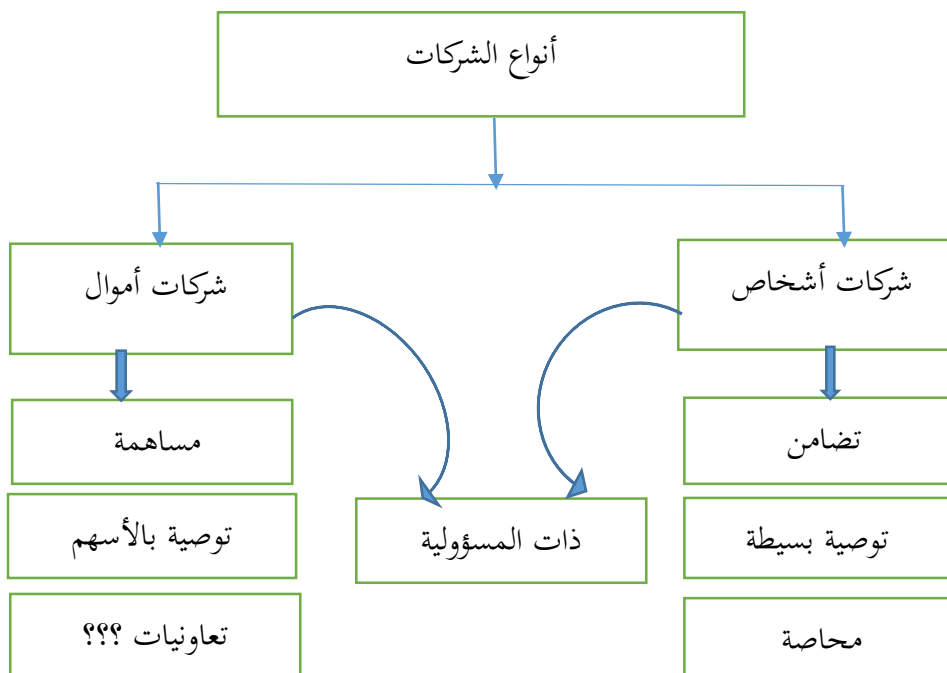 أنواع الشركات
شركات أشخاص
شركات أموال
تضامن
مساهمة
توصية بسيطة
ذات المسؤولية
توصية بالأسهم
محاصة
تعاونيات ؟؟؟